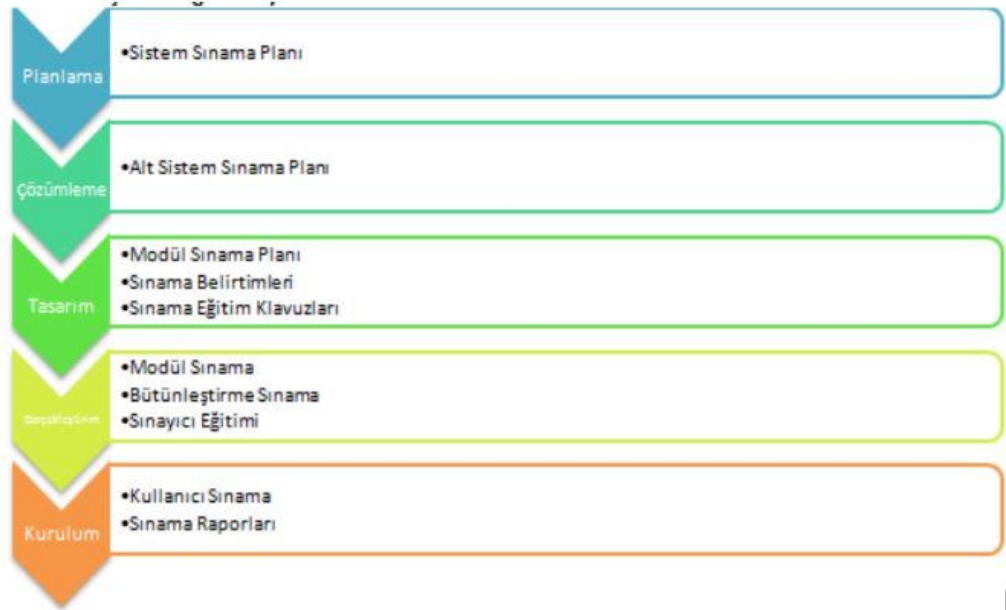 Planlama
•Sistem Sınama Planı
Çözümleme
•Alt Sistem Sınama Planı
Tasarım
•Modül Sınama Planı
•Sınama Belirtimleri
•Sınama Eğitim Klavuzları
Gerçekleştirim
•Modül Sınama
•Bütünleştirme Sınama
•Sınayıcı Eğitimi
Kurulum
•Kullanıcı Sınama
•Sınama Raporları